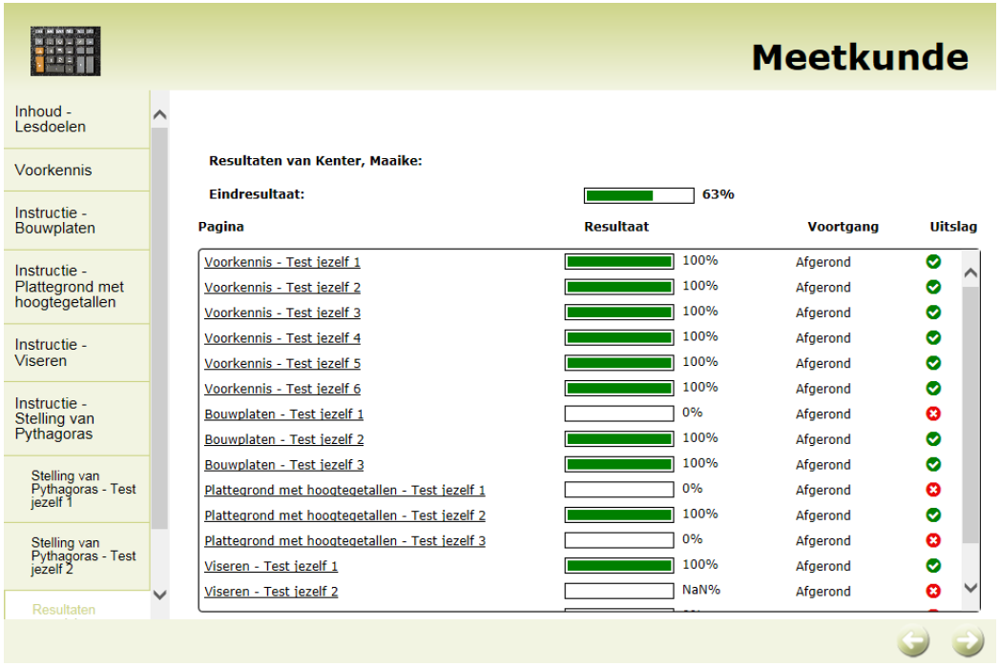 Meetkunde
Inhoud -
Lesdoelen
Voorkennis
Instructie -
Bouwplaten
Instructie -
Plattegrond met
hoogtegetallen
Instructie -
Viseren
Instructie -
Stelling van
Pythagoras
Stelling van
Pythagoras - Test
jezelf 1
Stelling van
Pythagoras - Test
jezelf 2
Resultaten
Resultaten van Kenter, Maaike:
Eindresultaat: 63%
Pagina Resultaat Voortgang Uitslag
Voorkennis - Test jezelf 1 100% Afgerond
Voorkennis - Test jezelf 2 100% Afgerond
Voorkennis - Test jezelf 3 100% Afgerond
Voorkennis - Test jezelf 4 100% Afgerond
Voorkennis - Test jezelf 5 100% Afgerond
Voorkennis - Test jezelf 6 100% Afgerond
Bouwplaten - Test jezelf 1 0% Afgerond
Bouwplaten - Test jezelf 2 100% Afgerond
Bouwplaten - Test jezelf 3 100% Afgerond
Plattegrond met hoogtegetallen - Test jezelf 1 0% Afgerond
Plattegrond met hoogtegetallen - Test jezelf 2 100% Afgerond
Plattegrond met hoogtegetallen - Test jezelf 3 0% Afgerond
Viseren - Test jezelf 1 100% Afgerond
Viseren - Test jezelf 2 NaN% Afgerond